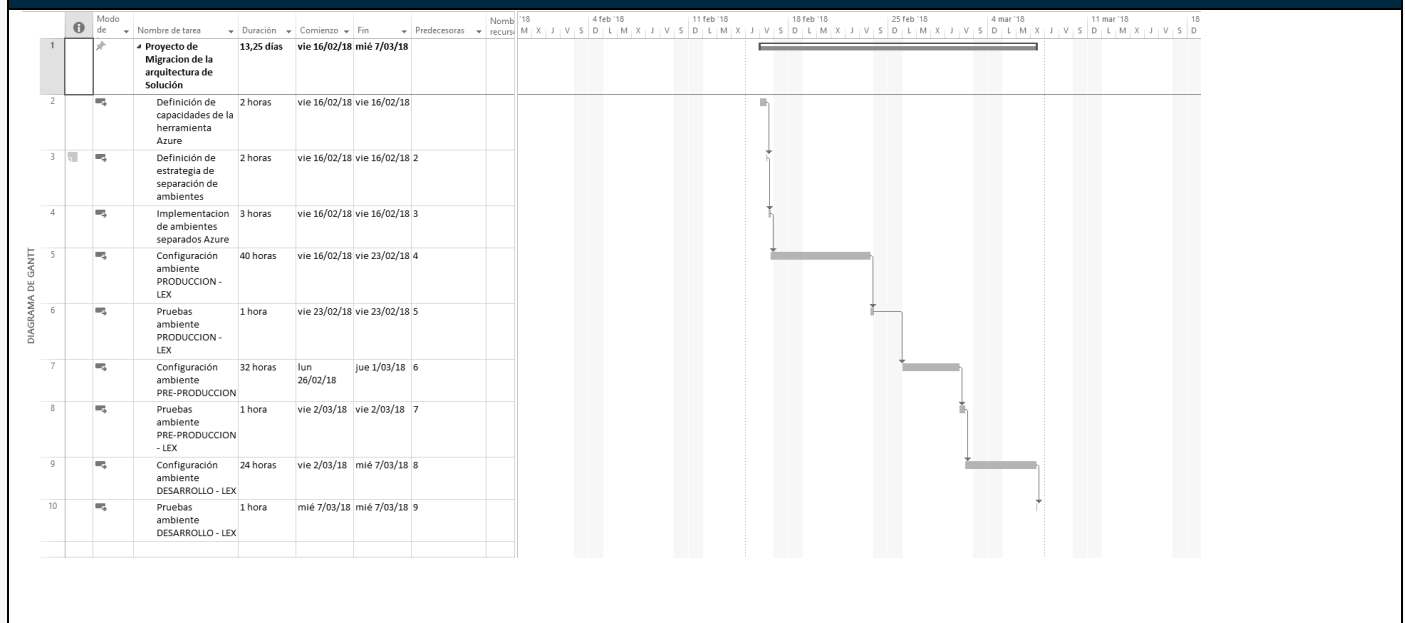 Modo de
Nombre de tarea
Duración
Comienzo
Fin
Predecesoras
Nomb
recurs
'18
4 feb '18
11 feb '18
18 feb '18
25 feb '18
4 mar '18
11 mar '18
18
M X J V S D L M X J V S D L M X J V S D L M X J V S D L M X J V S D L M X J V S D L M X J V S D
1
Proyecto de
Migracion de la
arquitectura de
Solución
13,25 días
vie 16/02/18
mié 7/03/18
2
Definición de
capacidades de la
herramienta
Azure
2 horas
vie 16/02/18
vie 16/02/18
3
Definición de
estrategia de
separación de
ambientes
2 horas
vie 16/02/18
vie 16/02/18
2
4
Implementacion
de ambientes
separados Azure
3 horas
vie 16/02/18
vie 16/02/18
3
5
Configuración
ambiente
PRODUCCION -
LEX
40 horas
vie 16/02/18
vie 23/02/18
4
6
Pruebas
ambiente
PRODUCCION -
LEX
1 hora
vie 23/02/18
vie 23/02/18
5
7
Configuración
ambiente
PRE-PRODUCCION
32 horas
lun
26/02/18
jue 1/03/18
6
8
Pruebas
ambiente
PRE-PRODUCCION
- LEX
1 hora
vie 2/03/18
vie 2/03/18
7
9
Configuración
ambiente
DESARROLLO - LEX
24 horas
vie 2/03/18
mié 7/03/18
8
10
Pruebas
ambiente
DESARROLLO - LEX
1 hora
mié 7/03/18
mié 7/03/18
9
DIAGRAMA DE GANTT